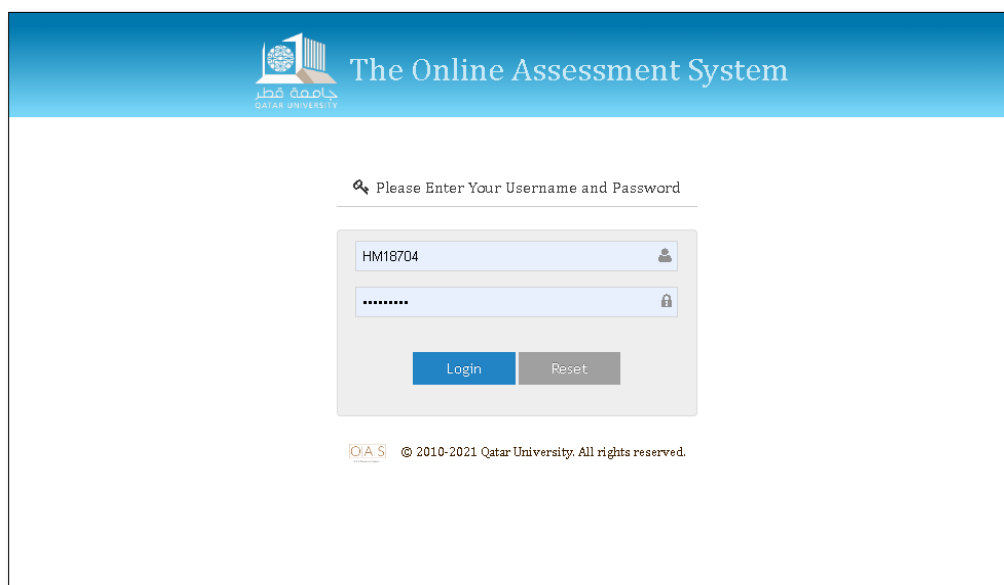 The Online Assessment System
جامعة قطر
QATAR UNIVERSITY
Please Enter Your Username and Password
HM18704
•••••••••
Login
Reset
OAS
© 2010-2021 Qatar University. All rights reserved.